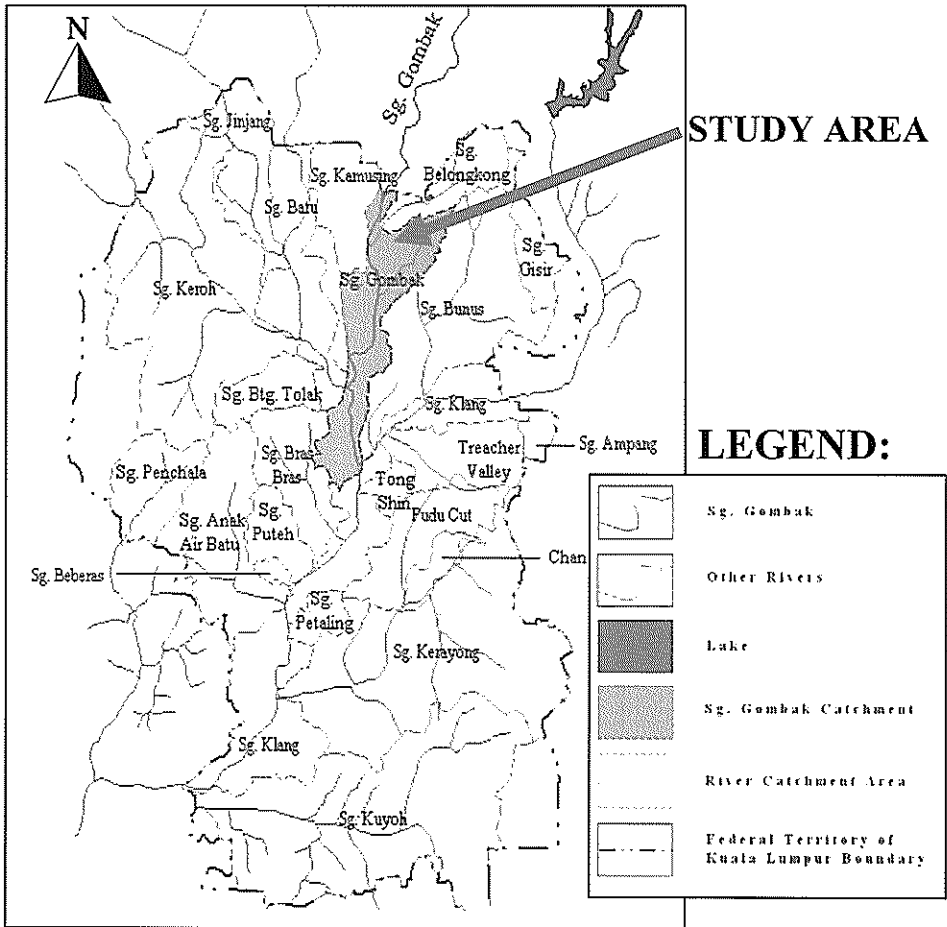 N
Sg. Gombak
STUDY AREA
Sg. Jinjang
Sg.
Belongkong
Sg. Kamusing
Sg. Baru
Sg.
Gisir
Sg. Keroh
Sg. Gombak
Sg. Bunus
Sg. Btg. Tolak
Sg. Klang
Treacher
Valley
Sg. Ampang
Sg. Bras
Bras
Sg. Penchala
Tong
Shin
Pudu Cut
Sg. Anak
Air Batu
Sg.
Puteh
Chan
Sg. Beberas
Sg.
Petaling
Sg. Kerayong
Sg. Klang
Sg. Kuyoh
LEGEND:
Sg. Gombak
Other Rivers
Lake
Sg. Gombak Catchment
River Catchment Area
Federal Territory of
Kuala Lumpur Boundary